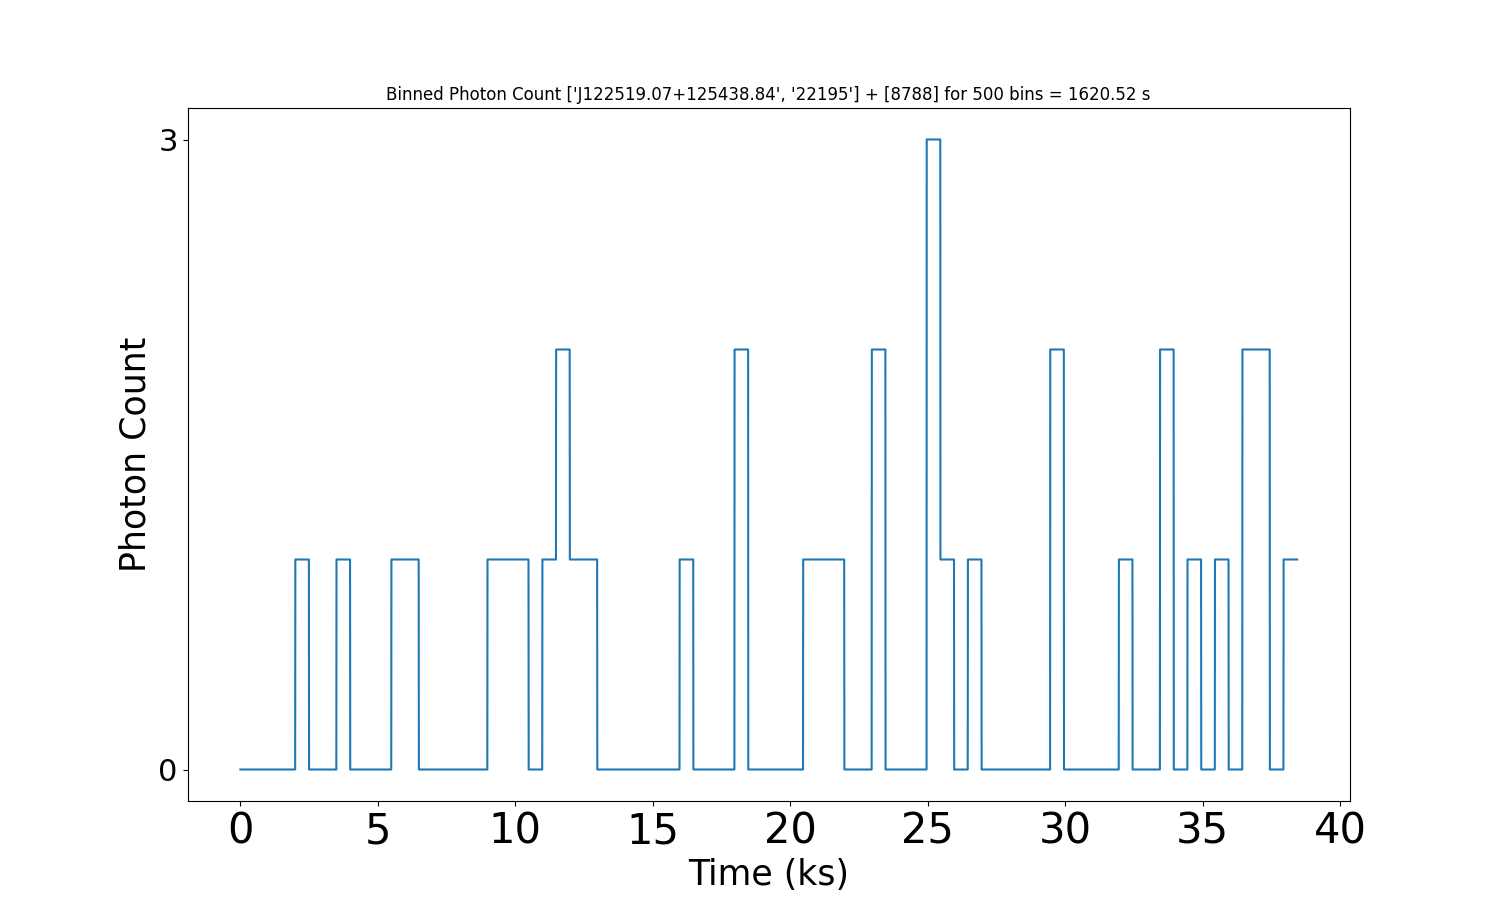 Binned Photon Count ['J122519.07+125438.84', '22195'] + [8788] for 500 bins = 1620.52 s
3
Photon Count
0
0 5 10 15 20 25 30 35 40
Time (ks)